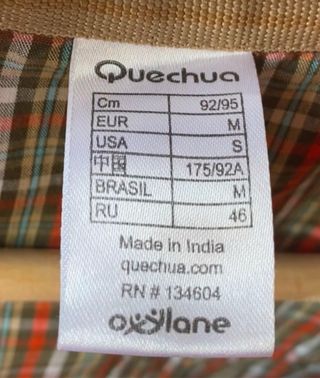 Quechua
Cm 92/95
EUR M
USA S
中国 175/92A
BRASIL M
RU 46
Made in India
quechua.com
RN # 134604
oxylane